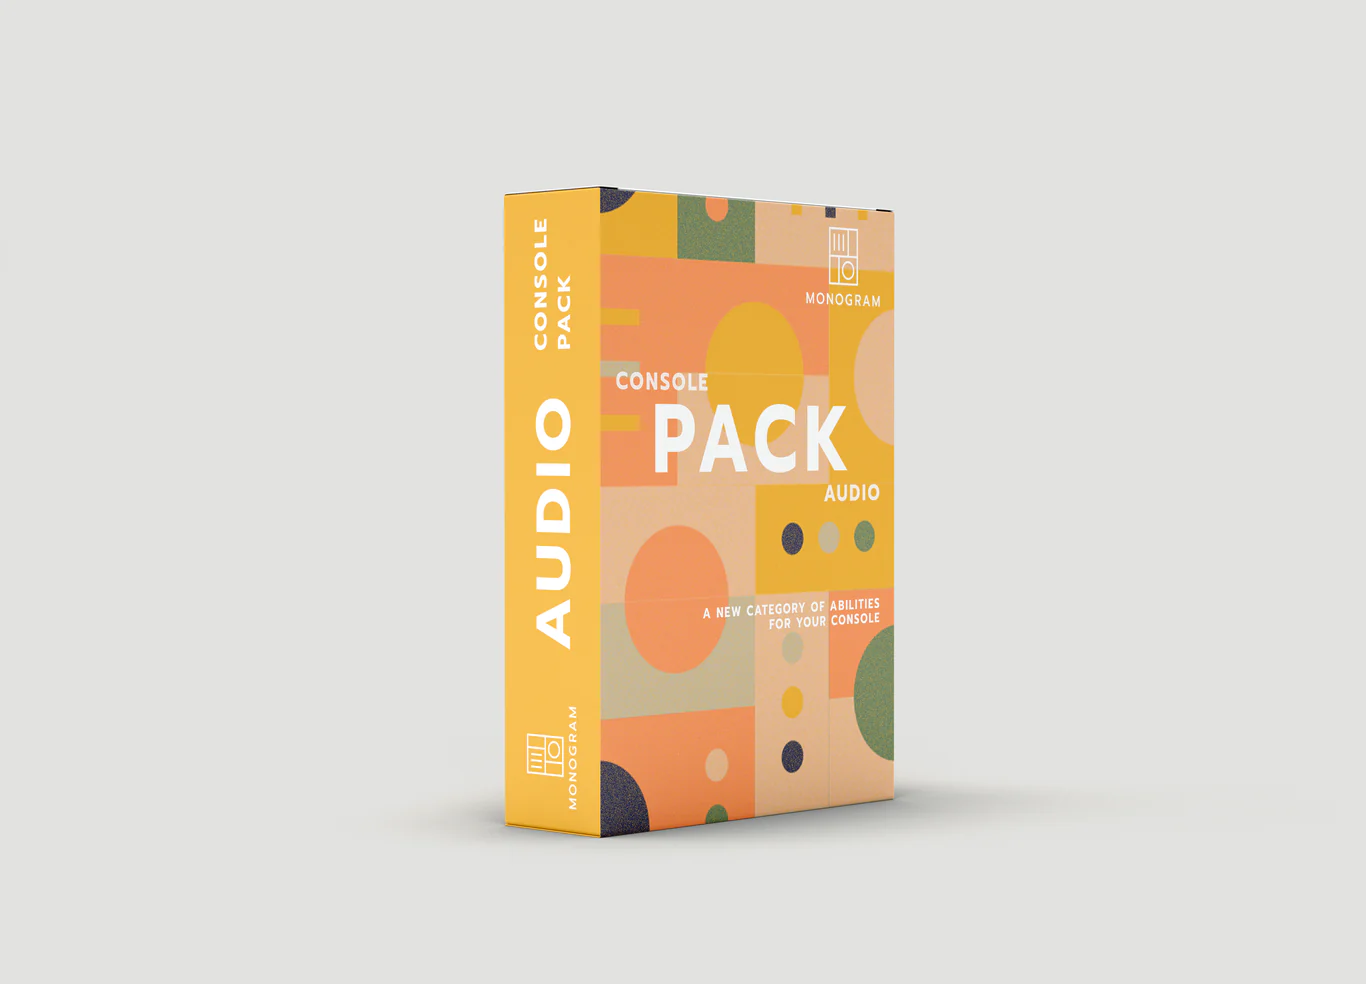 CONSOLE
PACK
AUDIO
MONOGRAM
MONOGRAM
CONSOLE
PACK
AUDIO
A NEW CATEGORY OF ABILITIES
FOR YOUR CONSOLE